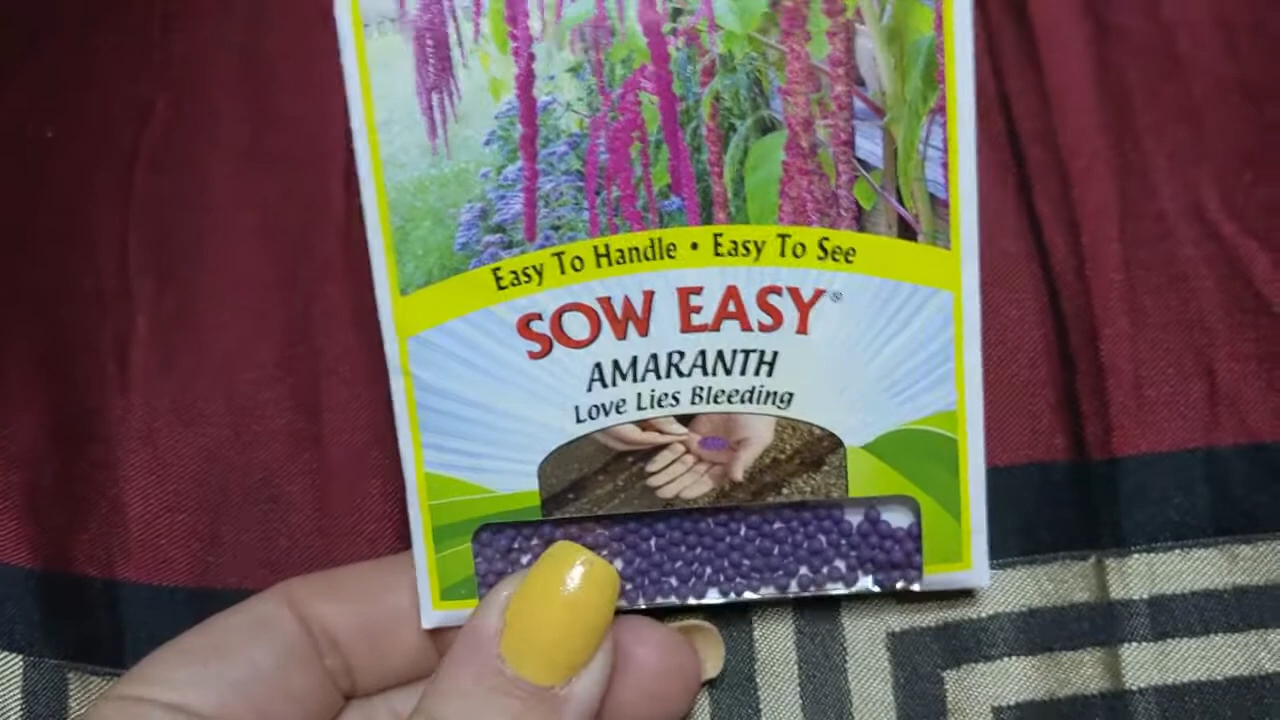 Easy To Handle • Easy To See
SOW EASY®
AMARANTH
Love Lies Bleeding